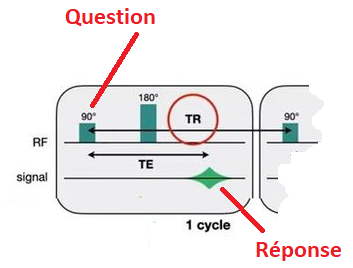 Question
180°
90°
TR
90°
RF
TE
signal
1 cycle
Réponse